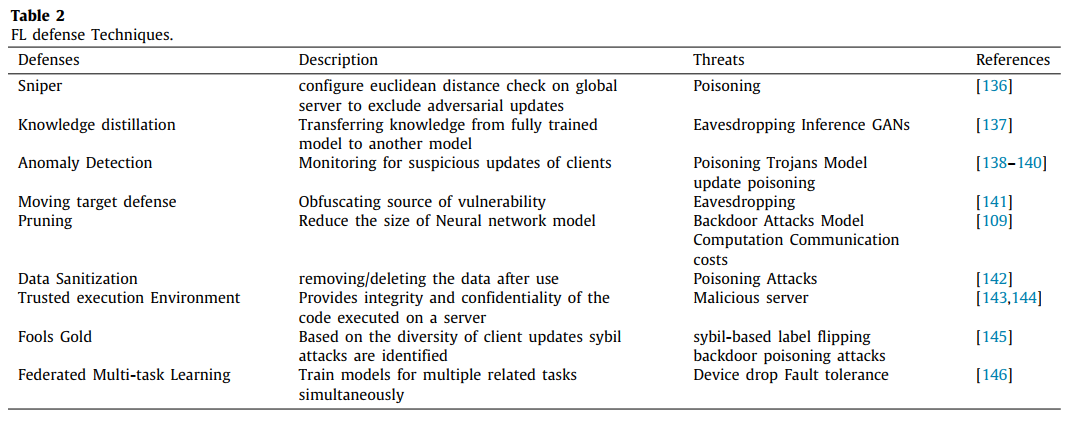 Table 2
FL defense Techniques.
Defenses Description Threats References
Sniper configure euclidean distance check on global Poisoning [136]
server to exclude adversarial updates
Knowledge distillation Transferring knowledge from fully trained Eavesdropping Inference GANs [137]
model to another model
Anomaly Detection Monitoring for suspicious updates of clients Poisoning Trojans Model [138–140]
update poisoning
Moving target defense Obfuscating source of vulnerability Eavesdropping [141]
Pruning Reduce the size of Neural network model Backdoor Attacks Model [109]
Computation Communication
costs
Data Sanitization removing/deleting the data after use Poisoning Attacks [142]
Trusted execution Environment Provides integrity and confidentiality of the Malicious server [143,144]
code executed on a server
Fools Gold Based on the diversity of client updates sybil sybil-based label flipping [145]
attacks are identified backdoor poisoning attacks
Federated Multi-task Learning Train models for multiple related tasks Device drop Fault tolerance [146]
simultaneously